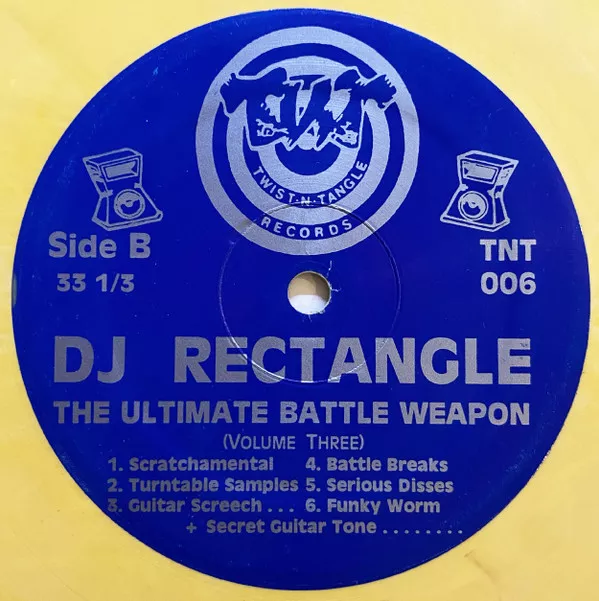 TNT
TWIST·N·TANGLE
RECORDS
Side B
33 1/3
TNT
006
DJ RECTANGLE
THE ULTIMATE BATTLE WEAPON
(VOLUME THREE)
1. Scratchamental 4. Battle Breaks
2. Turntable Samples 5. Serious Disses
3. Guitar Screech . . . 6. Funky Worm
+ Secret Guitar Tone . . . . . . . .